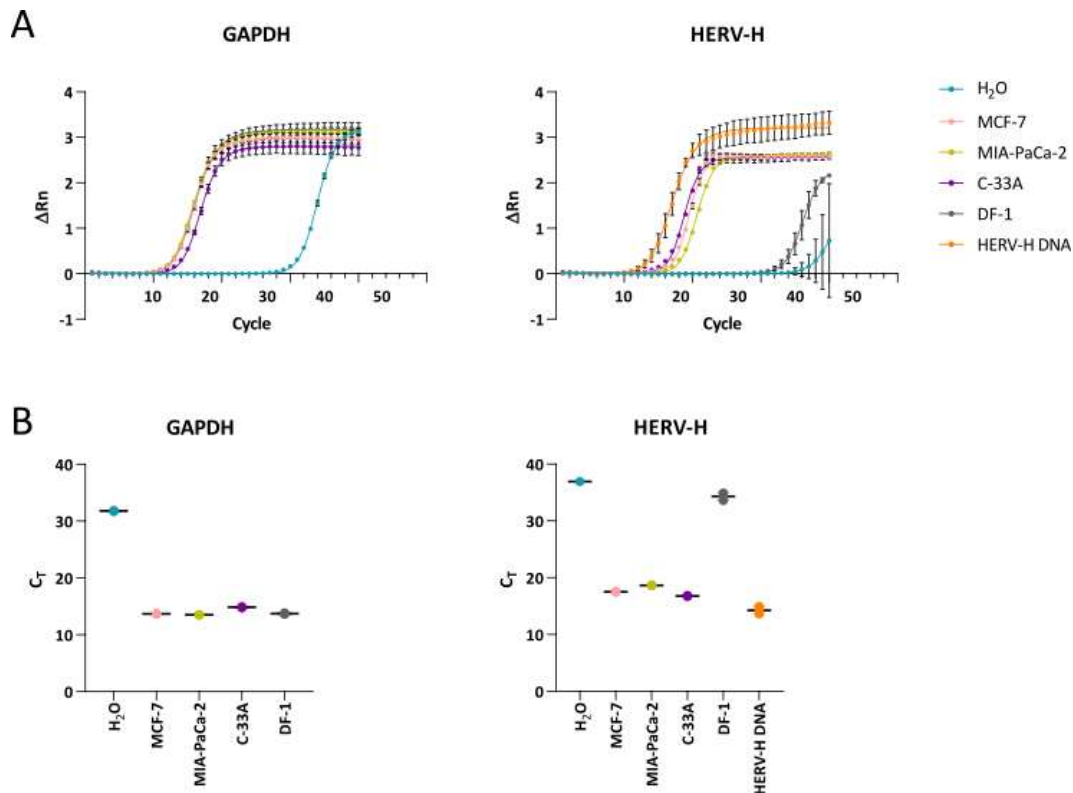 A
GAPDH
HERV-H
4
3
2
1
0
-1
ΔRn
10
20
30
40
50
Cycle
4
3
2
1
0
-1
ΔRn
10
20
30
40
50
Cycle
H₂O
MCF-7
MIA-PaCa-2
C-33A
DF-1
HERV-H DNA
B
GAPDH
HERV-H
40
30
20
10
0
C_T
H₂O
MCF-7
MIA-PaCa-2
C-33A
DF-1
40
30
20
10
0
C_T
H₂O
MCF-7
MIA-PaCa-2
C-33A
DF-1
HERV-H DNA